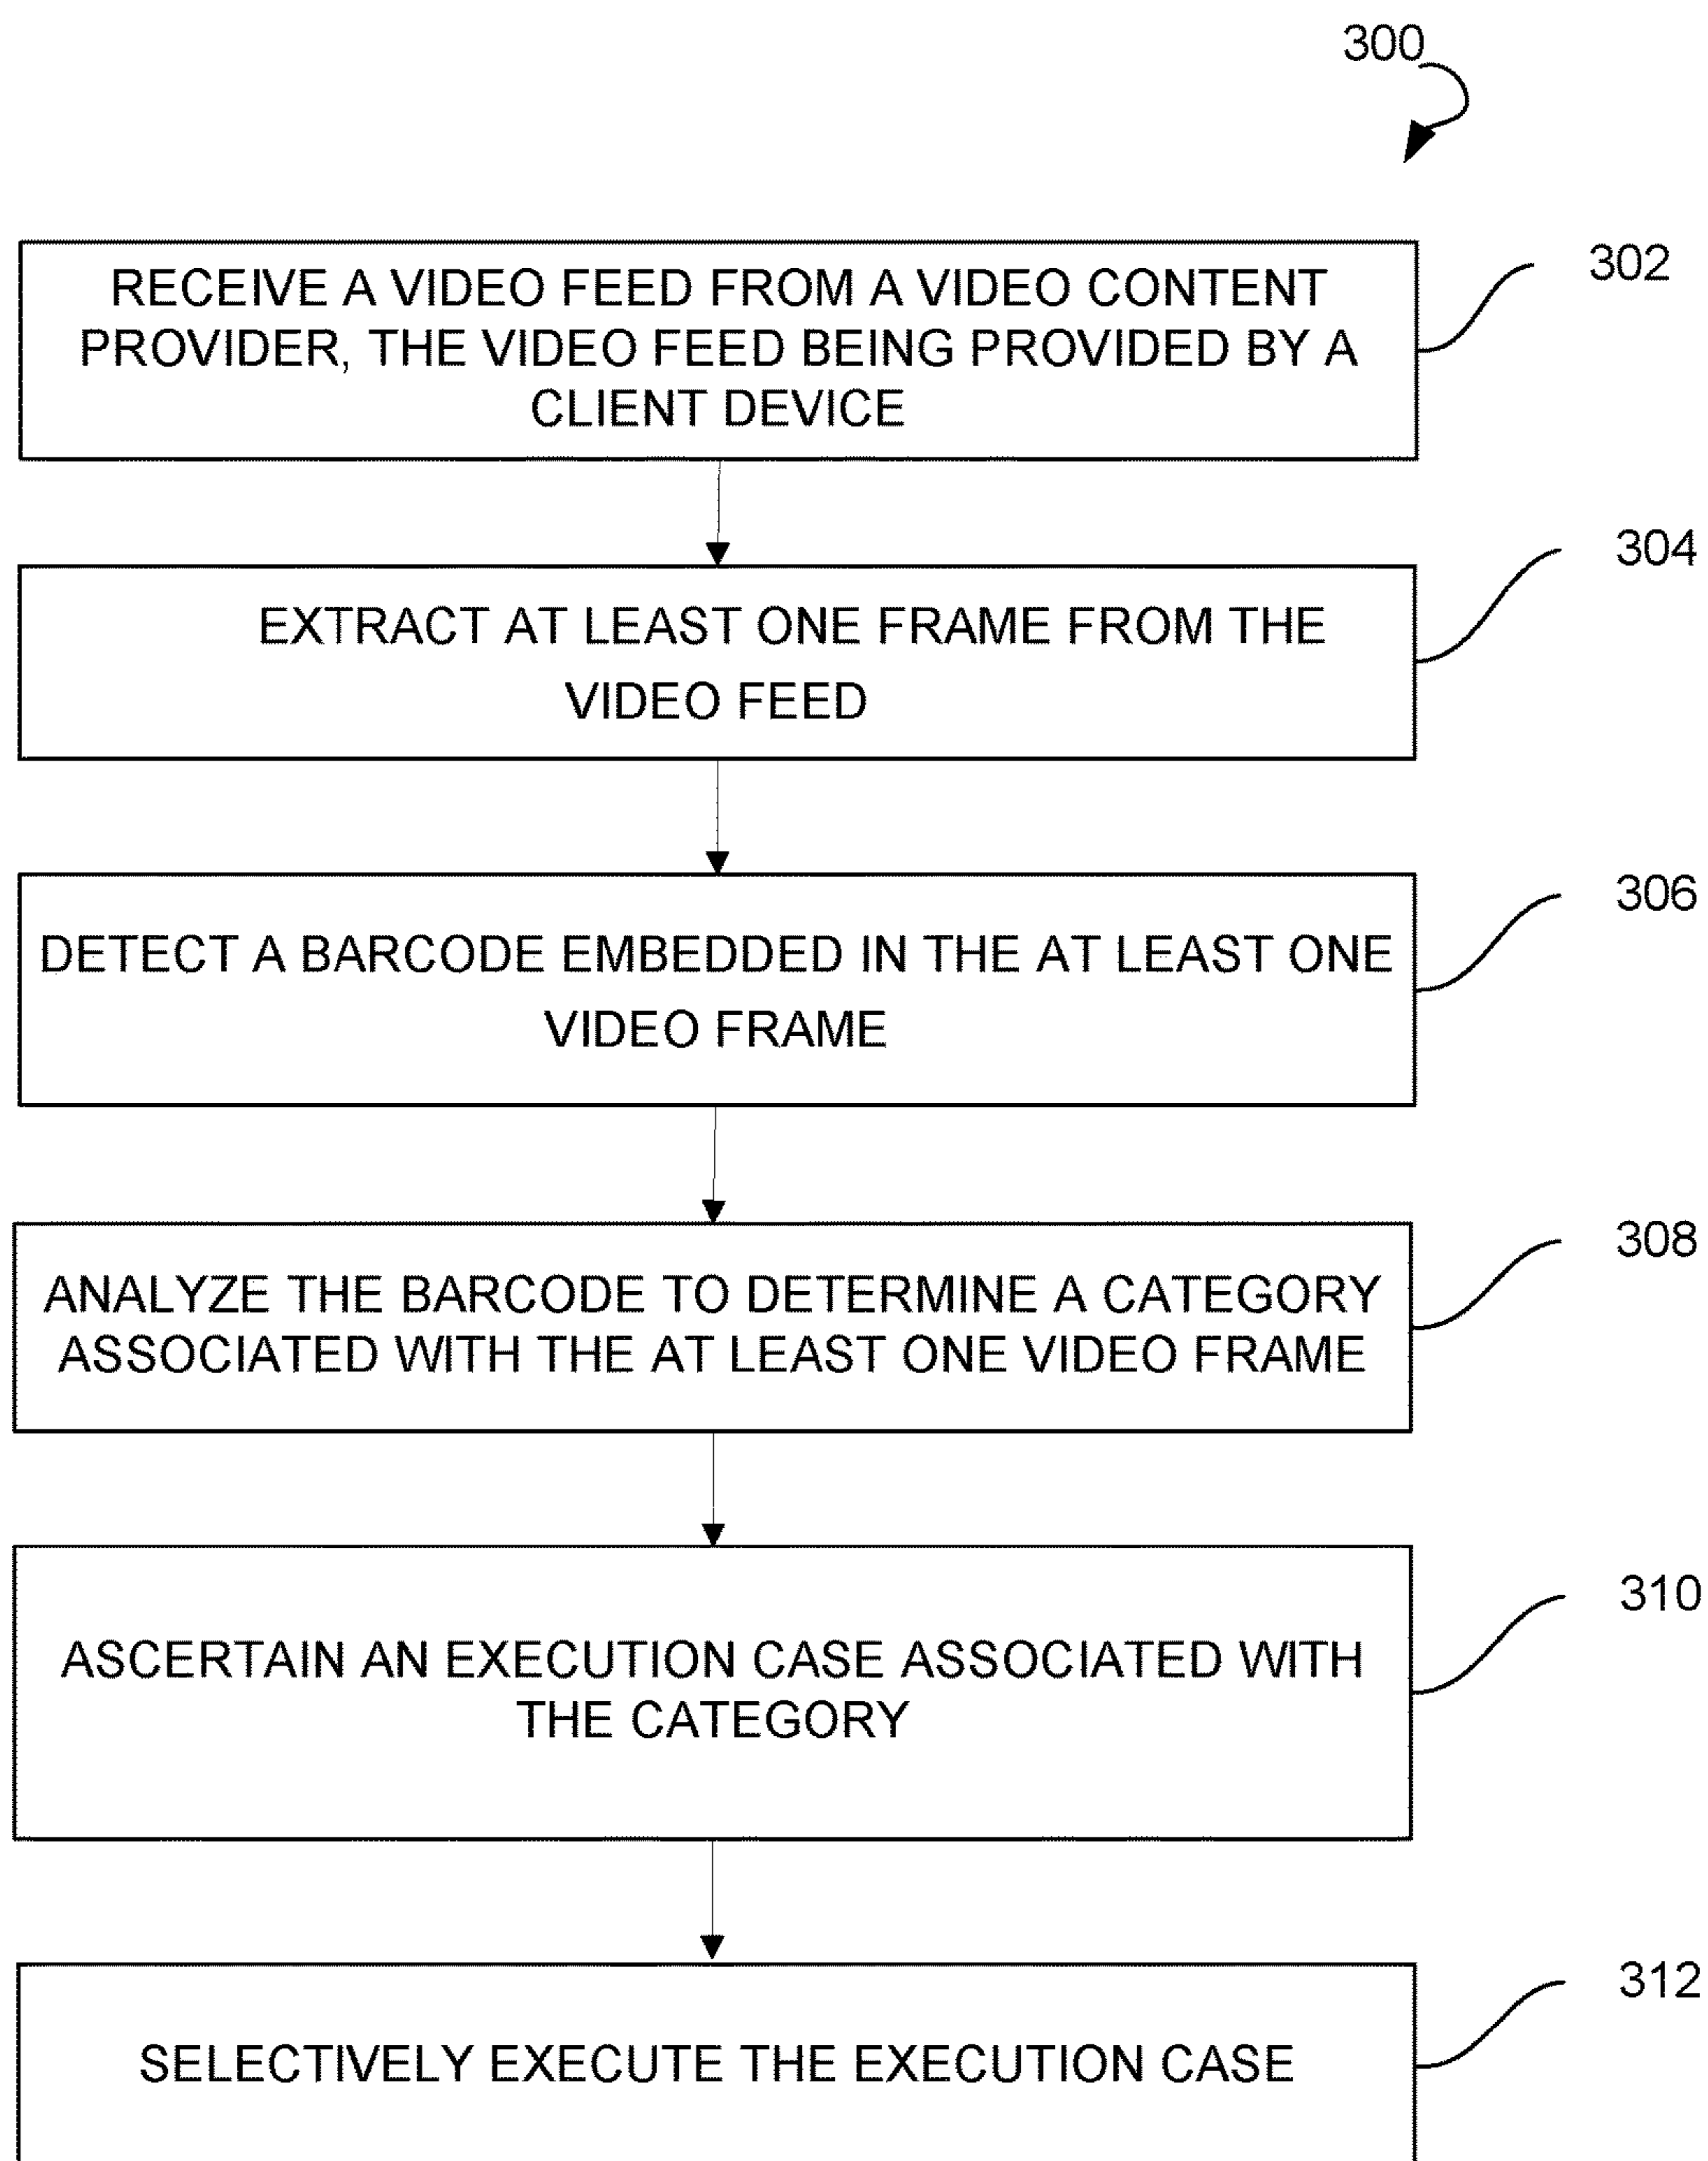 300
RECEIVE A VIDEO FEED FROM A VIDEO CONTENT
PROVIDER, THE VIDEO FEED BEING PROVIDED BY A
CLIENT DEVICE
302
EXTRACT AT LEAST ONE FRAME FROM THE
VIDEO FEED
304
DETECT A BARCODE EMBEDDED IN THE AT LEAST ONE
VIDEO FRAME
306
ANALYZE THE BARCODE TO DETERMINE A CATEGORY
ASSOCIATED WITH THE AT LEAST ONE VIDEO FRAME
308
ASCERTAIN AN EXECUTION CASE ASSOCIATED WITH
THE CATEGORY
310
SELECTIVELY EXECUTE THE EXECUTION CASE
312